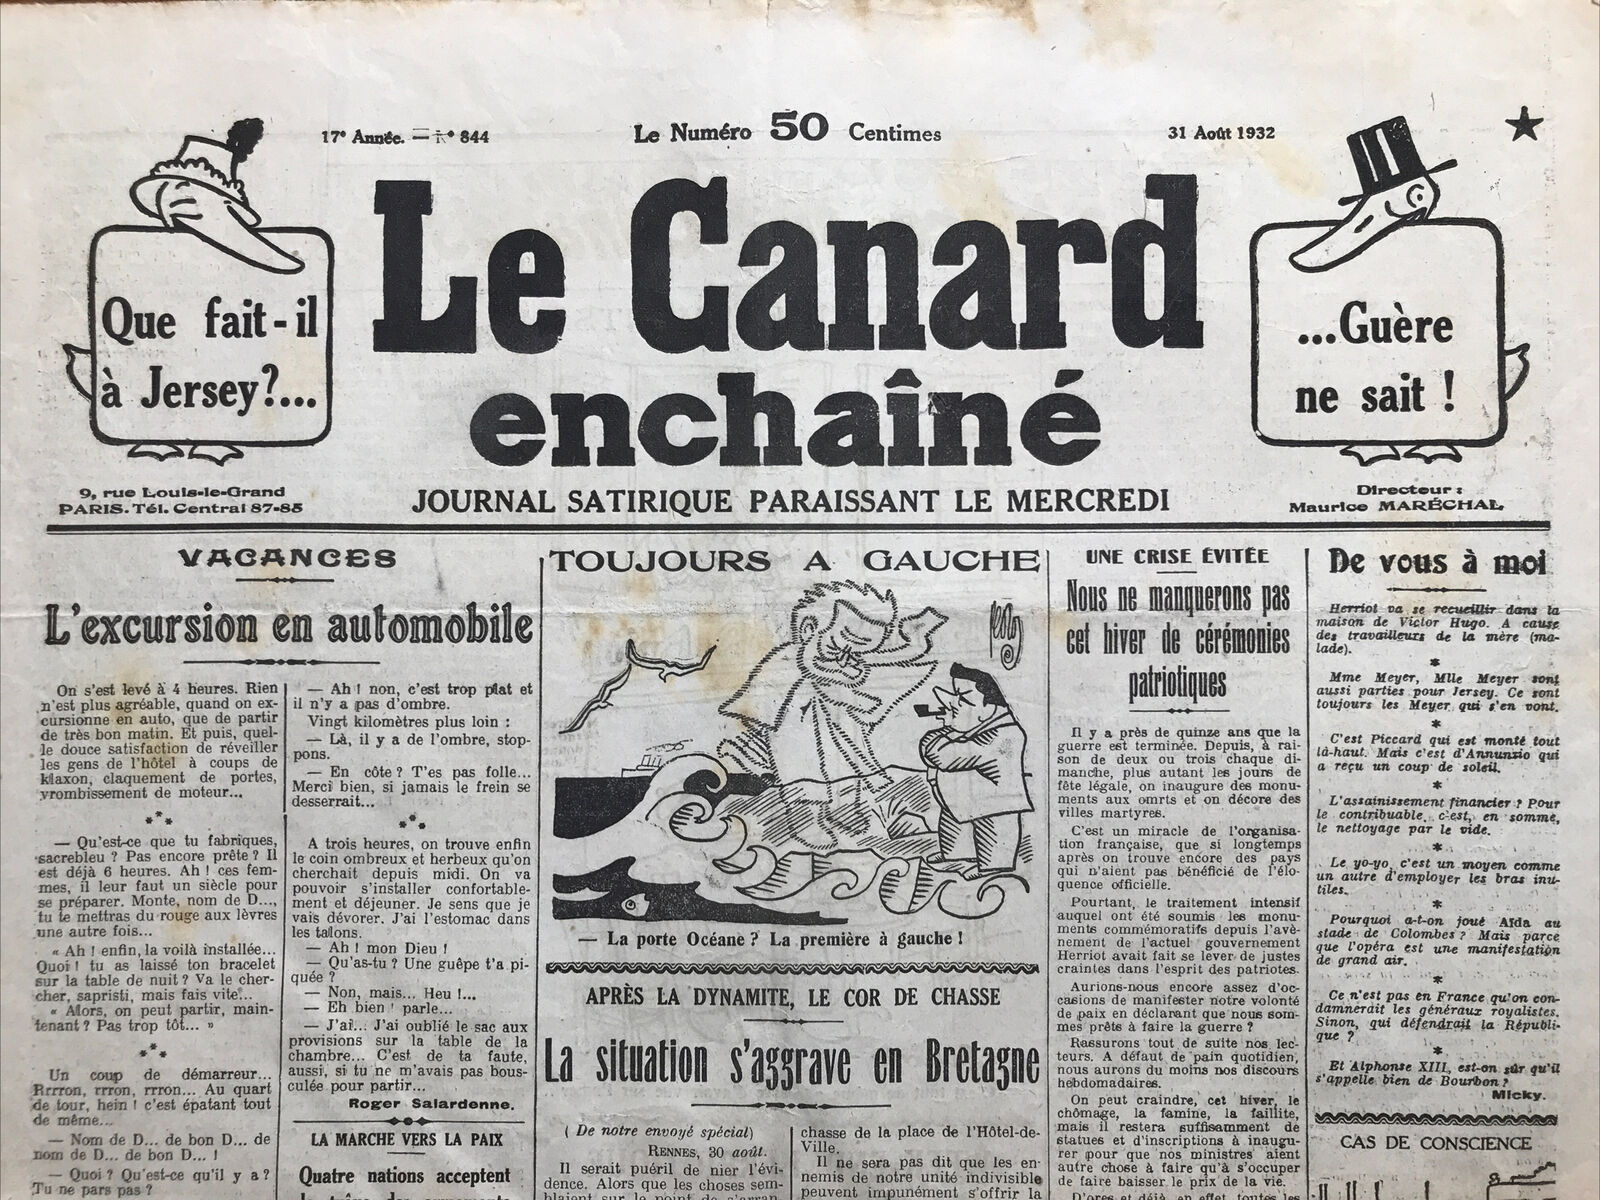 17e Année. — N° 844
Le Numéro 50 Centimes
31 Août 1932
Que fait-il
à Jersey?...
Le Canard
enchaîné
...Guère
ne sait !
9, rue Louis-le-Grand
PARIS. Tél. Central 87-85
JOURNAL SATIRIQUE PARAISSANT LE MERCREDI
Directeur :
Maurice MARÉCHAL
VACANCES
L'excursion en automobile
On s'est levé à 4 heures. Rien
n'est plus agréable, quand on ex-
cursionne en auto, que de partir
de très bon matin. Et puis, quel-
le douce satisfaction de réveiller
les gens de l'hôtel à coups de
klaxon, claquement de portes,
vrombissement de moteur...
* * *
— Qu'est-ce que tu fabriques,
sacrebleu ? Pas encore prête ? Il
est déjà 6 heures. Ah ! ces fem-
mes, il leur faut un siècle pour
se préparer. Monte, nom de D...,
tu te mettras du rouge aux lèvres
une autre fois...
« Ah ! enfin, la voilà installée...
Quoi ! tu as laissé ton bracelet
sur la table de nuit ? Va le cher-
cher, sapristi, mais fais vite...
« Alors, on peut partir, main-
tenant ? Pas trop tôt... »
* * *
Un coup de démarreur...
Rrrron, rrron, rrron... Au quart
de tour, hein ! c'est épatant tout
de même...
— Nom de D... de bon D... de
nom de D... de bon D... !
— Quoi ? Qu'est-ce qu'il y a ?
Tu ne pars pas ?
— Ah ! non, c'est trop plat et
il n'y a pas d'ombre.
Vingt kilomètres plus loin :
— Là, il y a de l'ombre, stop-
pons.
— En côte ? T'es pas folle...
Merci bien, si jamais le frein se
desserrait...
* * *
A trois heures, on trouve enfin
le coin ombreux et herbeux qu'on
cherchait depuis midi. On va
pouvoir s'installer confortable-
ment et déjeuner. Je sens que je
vais dévorer. J'ai l'estomac dans
les talons.
— Ah ! mon Dieu !
— Qu'as-tu ? Une guêpe t'a pi-
quée ?
— Non, mais... Heu !...
— Eh bien ! parle...
— J'ai... J'ai oublié le sac aux
provisions sur la table de la
chambre... C'est de ta faute,
aussi, si tu ne m'avais pas bous-
culée pour partir...
Roger Salardenne.
LA MARCHE VERS LA PAIX
Quatre nations acceptent
TOUJOURS A GAUCHE
— La porte Océane ? La première à gauche !
APRÈS LA DYNAMITE, LE COR DE CHASSE
La situation s'aggrave en Bretagne
(De notre envoyé spécial)
RENNES, 30 août.
Il serait puéril de nier l'évi-
dence. Alors que les choses sem-
chasse de la place de l'Hôtel-de-
Ville.
Il ne sera pas dit que les en-
nemis de notre unité indivisible
peuvent impunément s'offrir la
UNE CRISE ÉVITÉE
Nous ne manquerons pas
cet hiver de cérémonies
patriotiques
Il y a près de quinze ans que la
guerre est terminée. Depuis, à rai-
son de deux ou trois chaque di-
manche, plus autant les jours de
fête légale, on inaugure des monu-
ments aux omrts et on décore des
villes martyres.
C'est un miracle de l'organisa-
tion française, que si longtemps
après on trouve encore des pays
qui n'aient pas bénéficié de l'élo-
quence officielle.
Pourtant, le traitement intensif
auquel ont été soumis les monu-
ments commémoratifs depuis l'avè-
nement de l'actuel gouvernement
Herriot avait fait se lever de justes
craintes dans l'esprit des patriotes.
Aurions-nous encore assez d'oc-
casions de manifester notre volonté
de paix en déclarant que nous som-
mes prêts à faire la guerre ?
Rassurons tout de suite nos lec-
teurs. A défaut de pain quotidien,
nous aurons du moins nos discours
hebdomadaires.
On peut craindre, cet hiver, le
chômage, la famine, la faillite,
mais il restera suffisamment de
statues et d'inscriptions à inaugu-
rer pour que nos ministres aient
autre chose à faire qu'à s'occuper
de faire baisser le prix de la vie.
D'ores et déjà, en effet, toutes les
De vous à moi
Herriot va se recueillir dans la
maison de Victor Hugo. A cause
des travailleurs de la mère (ma-
lade).
*
Mme Meyer, Mlle Meyer sont
aussi parties pour Jersey. Ce sont
toujours les Meyer qui s'en vont.
*
C'est Piccard qui est monté tout
là-haut. Mais c'est d'Annunzio qui
a reçu un coup de soleil.
*
L'assainissement financier ? Pour
le contribuable, c'est, en somme,
le nettoyage par le vide.
*
Le yo-yo, c'est un moyen comme
un autre d'employer les bras inu-
tiles.
*
Pourquoi a-t-on joué Aïda au
stade de Colombes ? Mais parce
que l'opéra est une manifestation
de grand air.
*
Ce n'est pas en France qu'on con-
damnerait les généraux royalistes.
Sinon, qui défendrait la Républi-
que ?
*
Et Alphonse XIII, est-on sûr qu'il
s'appelle bien de Bourbon ?
Micky.
CAS DE CONSCIENCE